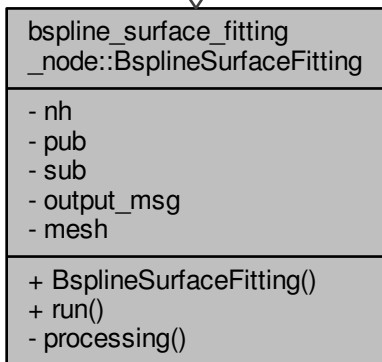 bspline_surface_fitting
_node::BsplineSurfaceFitting
- nh
- pub
- sub
- output_msg
- mesh
+ BsplineSurfaceFitting()
+ run()
- processing()